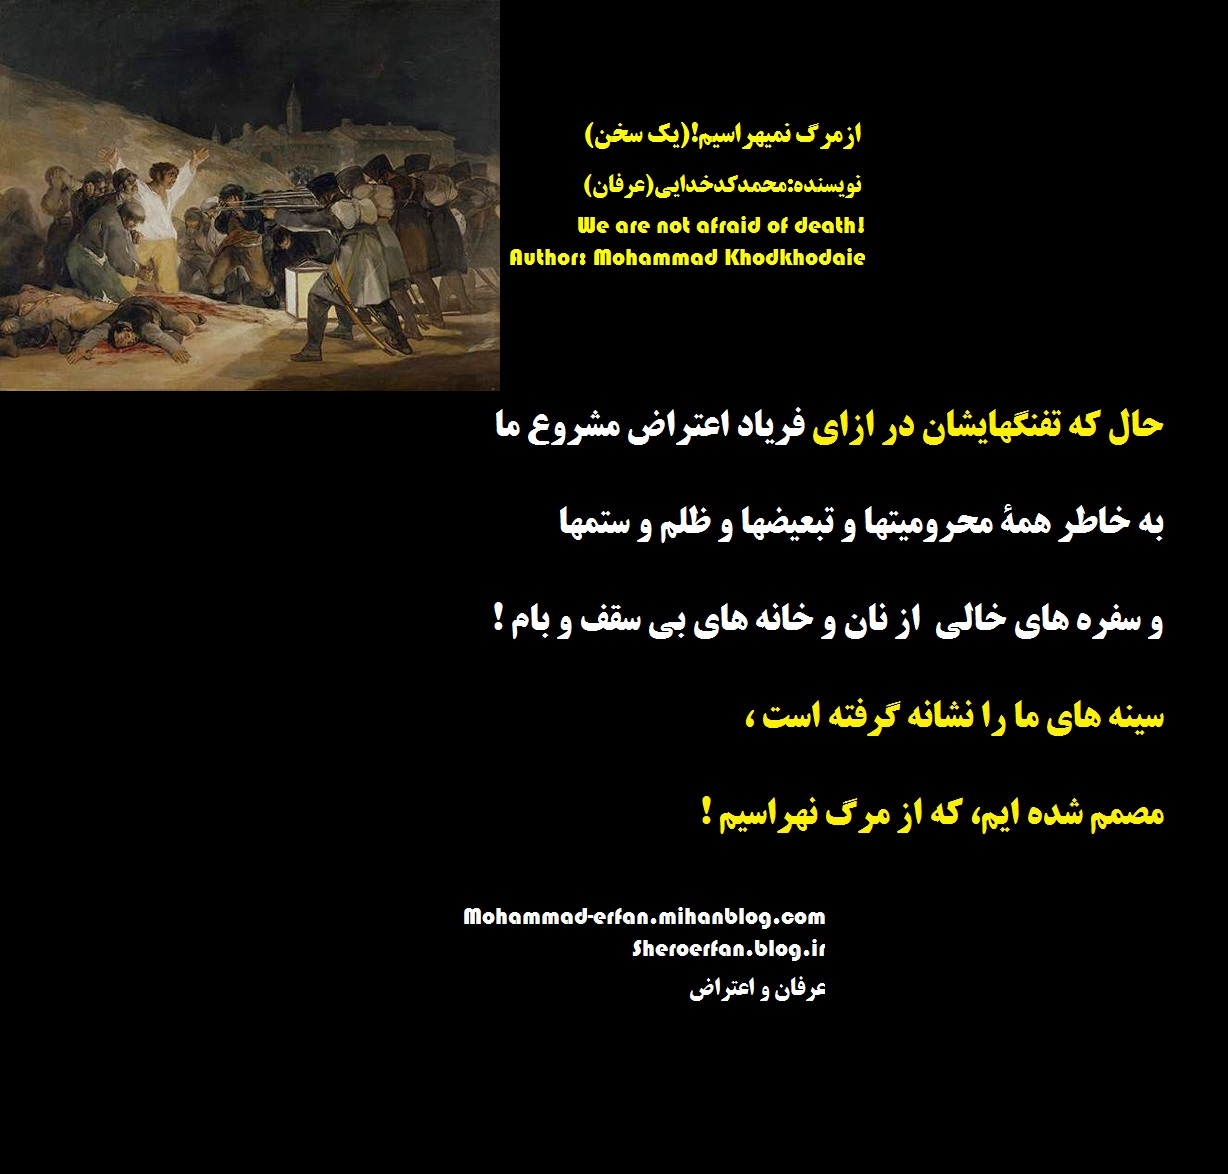 ازمرگ نمیهراسیم!(یک سخن)
نویسنده:محمدکدخدایی(عرفان)
We are not afraid of death!
Author: Mohammad Khodkhodaie
حال که تفنگهایشان در ازای فریاد اعتراض مشروع ما
به خاطر همۀ محرومیتها و تبعیضها و ظلم و ستمها
و سفره های خالی از نان و خانه های بی سقف و بام !
سینه های ما را نشانه گرفته است ،
مصمم شده ایم، که از مرگ نهراسیم !
Mohammad-erfan.mihanblog.com
Sheroerfan.blog.ir
عرفان و اعتراض